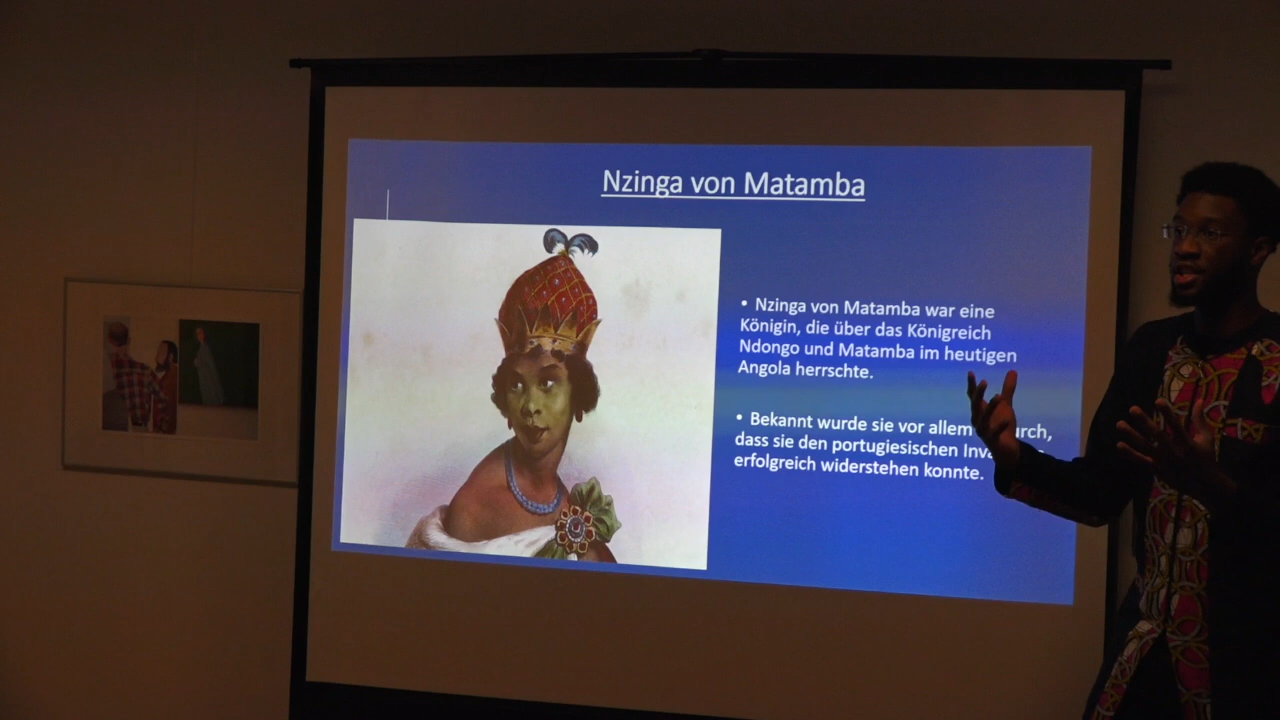 Nzinga von Matamba
• Nzinga von Matamba war eine
Königin, die über das Königreich
Ndongo und Matamba im heutigen
Angola herrschte.
• Bekannt wurde sie vor allem
dass sie den portugiesischen
erfolgreich widerstehen konnte.